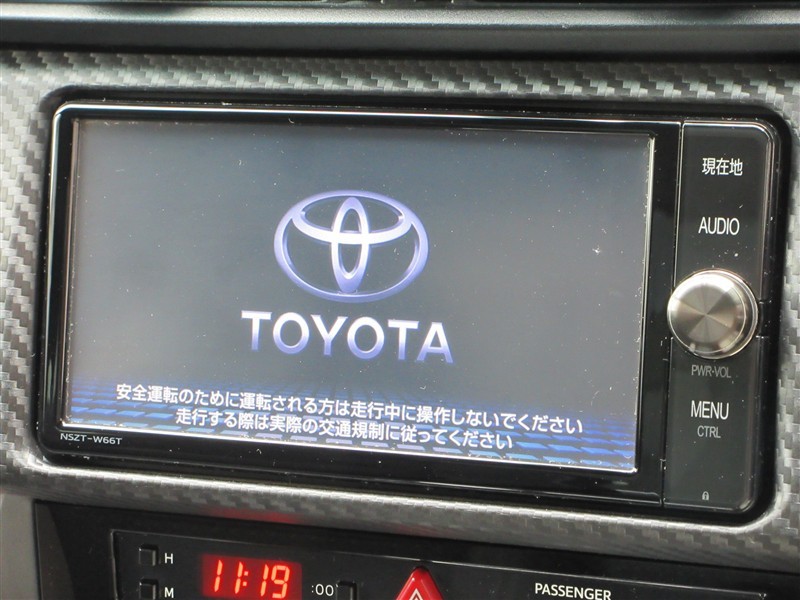 現在地
AUDIO
TOYOTA
PWR·VOL
安全運転のために運転される方は走行中に操作しないでください
走行する際は実際の交通規制に従ってください
MENU
CTRL
NSZT-W66T
H
11:19
:00
M
PASSENGER